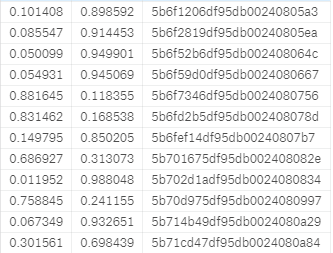 0.101408 0.898592 5b6f1206df95db00240805a3
0.085547 0.914453 5b6f2819df95db00240805ea
0.050099 0.949901 5b6f52b6df95db002408064c
0.054931 0.945069 5b6f59d0df95db0024080667
0.881645 0.118355 5b6f7346df95db0024080756
0.831462 0.168538 5b6fd2b5df95db002408078d
0.149795 0.850205 5b6fef14df95db00240807b7
0.686927 0.313073 5b701675df95db002408082e
0.011952 0.988048 5b702d1adf95db0024080834
0.758845 0.241155 5b70d975df95db0024080997
0.067349 0.932651 5b714b49df95db0024080a29
0.301561 0.698439 5b71cd47df95db0024080a84